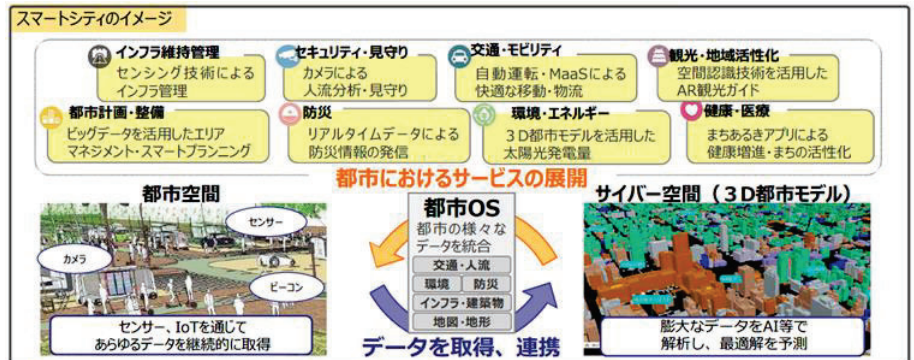 スマートシティのイメージ
インフラ維持管理
センシング技術による
インフラ管理
セキュリティ・見守り
カメラによる
人流分析・見守り
交通・モビリティ
自動運転・MaaSによる
快適な移動・物流
観光・地域活性化
空間認識技術を活用した
AR観光ガイド
都市計画・整備
ビッグデータを活用したエリア
マネジメント・スマートプランニング
防災
リアルタイムデータによる
防災情報の発信
環境・エネルギー
3D都市モデルを活用した
太陽光発電量
健康・医療
まちあるきアプリによる
健康増進・まちの活性化
都市におけるサービスの展開
都市空間
センサー
カメラ
ビーコン
センサー、IoTを通じて
あらゆるデータを継続的に取得
都市OS
都市の様々な
データを統合
交通・人流
環境
防災
インフラ・建築物
地図・地形
データを取得、連携
サイバー空間（3D都市モデル）
膨大なデータをAI等で
解析し、最適解を予測